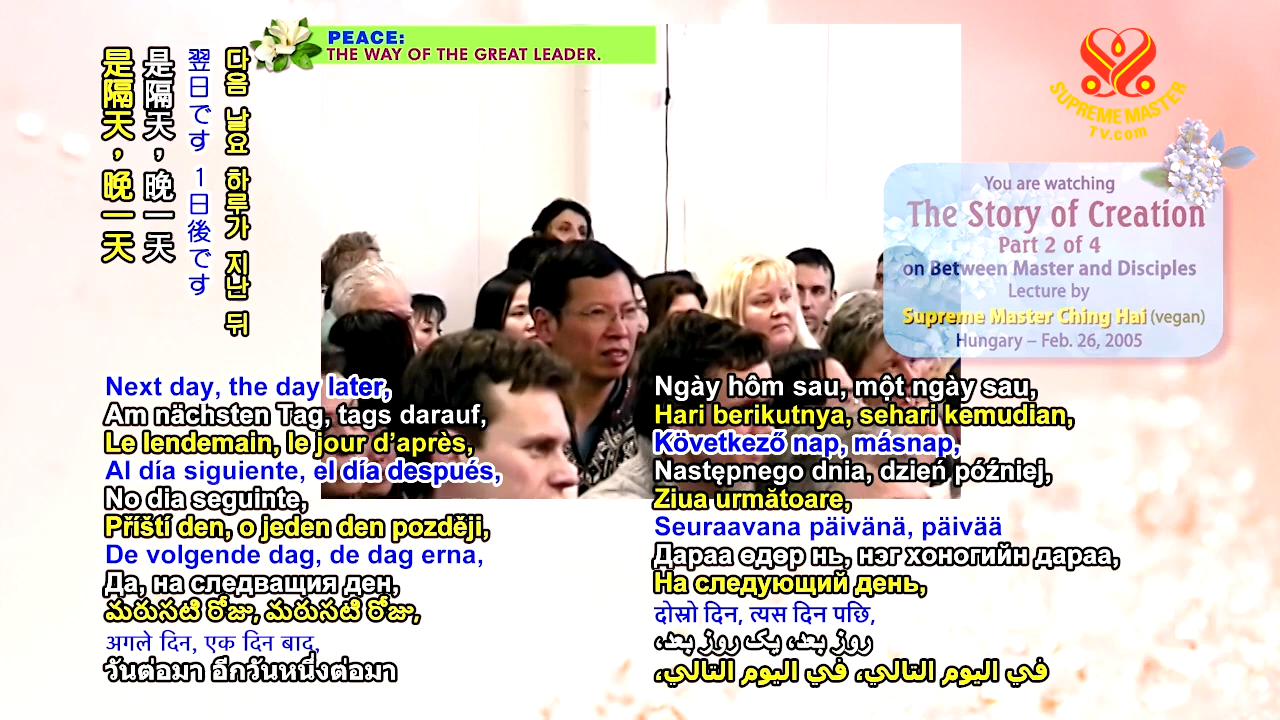 PEACE:
THE WAY OF THE GREAT LEADER.
SUPREME MASTER
TV.com
다음 날요 하루가 지난 뒤
翌日です 1日後です
是隔天，晚一天
是隔天，晚一天
You are watching
The Story of Creation
Part 2 of 4
on Between Master and Disciples
Lecture by
Supreme Master Ching Hai (vegan)
Hungary – Feb. 26, 2005
Next day, the day later,
Am nächsten Tag, tags darauf,
Le lendemain, le jour d’après,
Al día siguiente, el día después,
No dia seguinte,
Příští den, o jeden den později,
De volgende dag, de dag erna,
Да, на следващия ден,
మరుసటి రోజు, మరుసటి రోజు,
अगले दिन, एक दिन बाद,
วันต่อมา อีกวันหนึ่งต่อมา
Ngày hôm sau, một ngày sau,
Hari berikutnya, sehari kemudian,
Következő nap, másnap,
Następnego dnia, dzień później,
Ziua următoare,
Seuraavana päivänä, päivää
Дараа өдөр нь, нэг хоногийн дараа,
На следующий день,
दोस्रो दिन, त्यस दिन पछि,
روز بعد، یک روز بعد،
في اليوم التالي، في اليوم التالي،